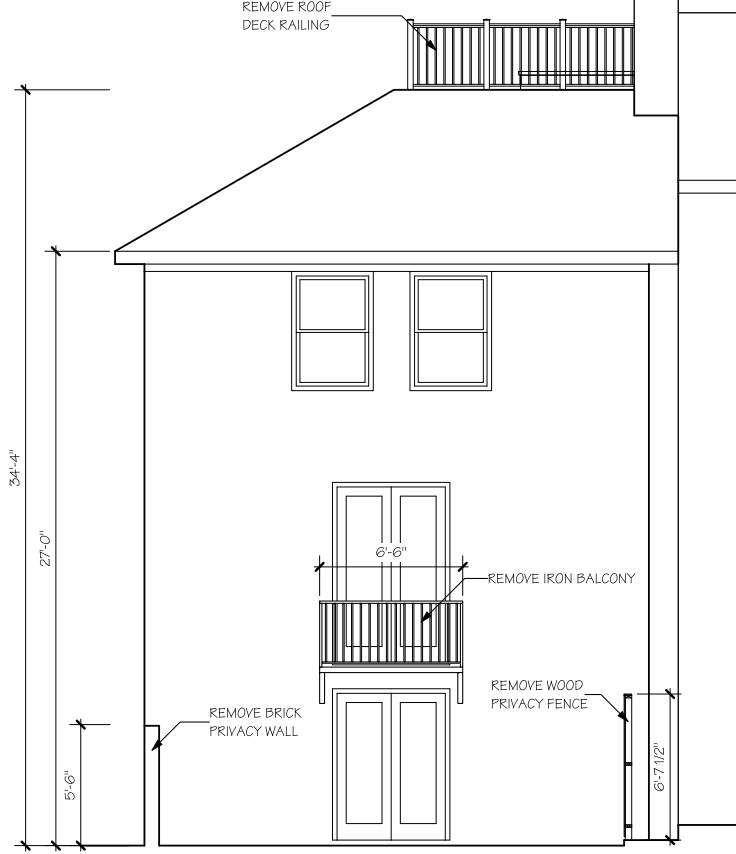 REMOVE ROOF
DECK RAILING
34'-4"
27'-0"
6'-6"
REMOVE IRON BALCONY
REMOVE WOOD
PRIVACY FENCE
REMOVE BRICK
PRIVACY WALL
5'-6"
6'-7 1/2"